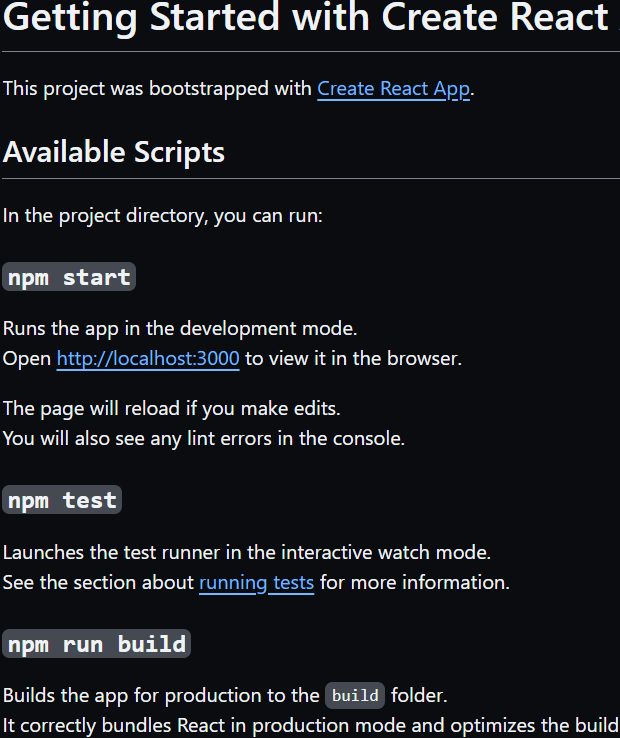 Getting Started with Create React
This project was bootstrapped with Create React App.
Available Scripts
In the project directory, you can run:
npm start
Runs the app in the development mode.
Open http://localhost:3000 to view it in the browser.
The page will reload if you make edits.
You will also see any lint errors in the console.
npm test
Launches the test runner in the interactive watch mode.
See the section about running tests for more information.
npm run build
Builds the app for production to the build folder.
It correctly bundles React in production mode and optimizes the build